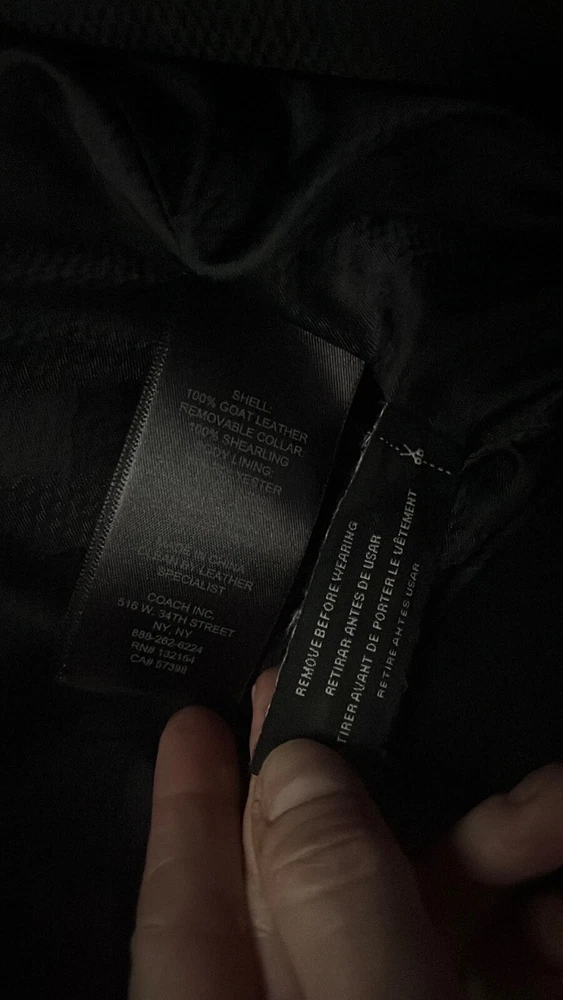 SHELL:
100% GOAT LEATHER
REMOVABLE COLLAR:
100% SHEARLING
BODY LINING:
POLYESTER
MADE IN CHINA
CLEAN BY LEATHER
SPECIALIST
COACH INC.
516 W. 34TH STREET
NY, NY
888-262-6224
RN# 132164
CA# 57398
REMOVE BEFORE WEARING
RETIRAR ANTES DE USAR
TIRER AVANT DE PORTER LE VÊTEMENT
RETIRE ANTES USAR